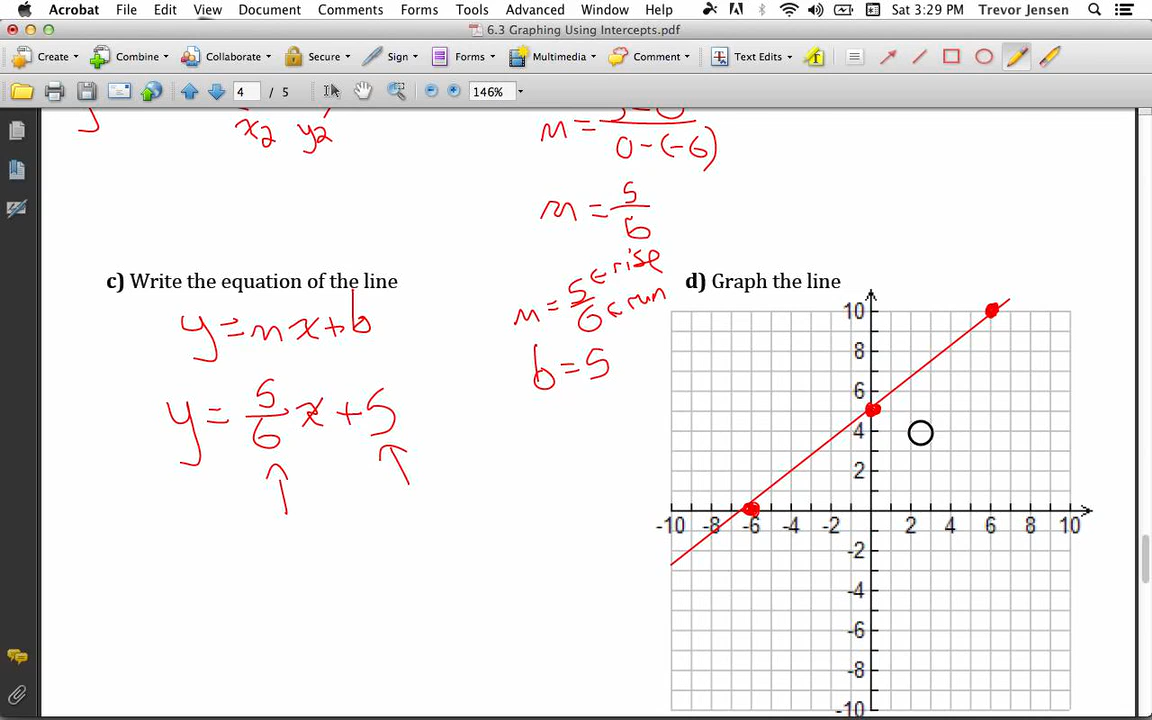 Acrobat File Edit View Document Comments Forms Tools Advanced Window Help Sat 3:29 PM Trevor Jensen
6.3 Graphing Using Intercepts.pdf
Create Combine Collaborate Secure Sign Forms Multimedia Comment Text Edits
4 / 5 146%
y x2 y2
m = 5-0
0-(-6)
m = 5
6
c) Write the equation of the line
y = mx + b
y = 5/6 x + 5
m = 5 ← rise
6 ← run
b = 5
d) Graph the line
10
8
6
4
2
-10 -8 -6 -4 -2 2 4 6 8 10
-2
-4
-6
-8
-10